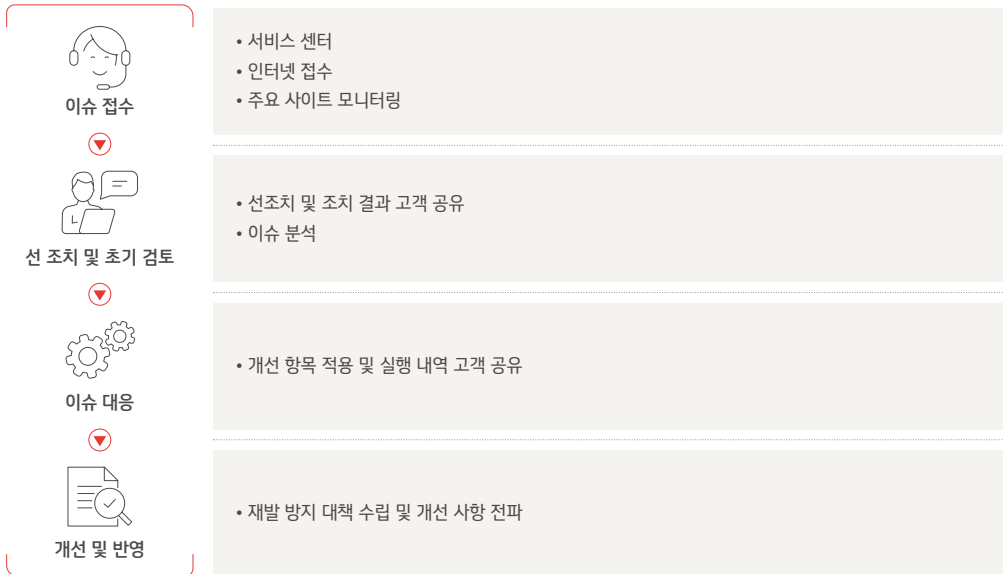 이슈 접수
• 서비스 센터
• 인터넷 접수
• 주요 사이트 모니터링
선 조치 및 초기 검토
• 선조치 및 조치 결과 고객 공유
• 이슈 분석
이슈 대응
• 개선 항목 적용 및 실행 내역 고객 공유
개선 및 반영
• 재발 방지 대책 수립 및 개선 사항 전파